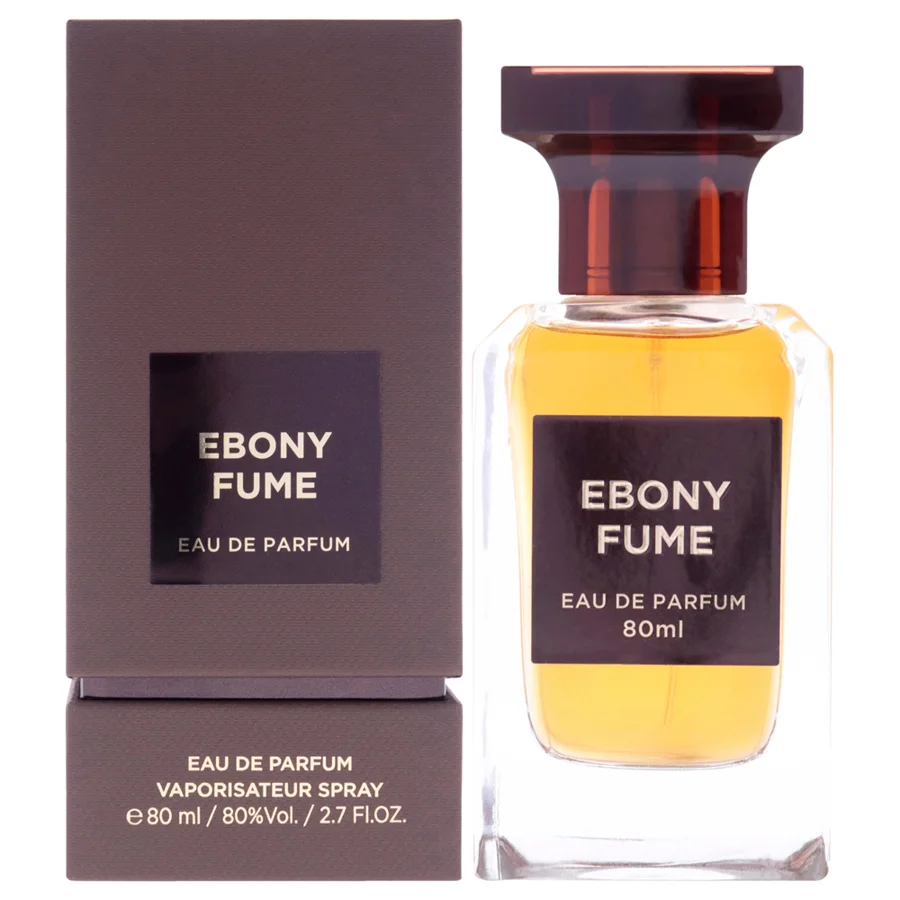 EBONY
FUME
EAU DE PARFUM
EAU DE PARFUM
VAPORISATEUR SPRAY
℮80 ml / 80%Vol. / 2.7 Fl.OZ.
EBONY
FUME
EAU DE PARFUM
80ml